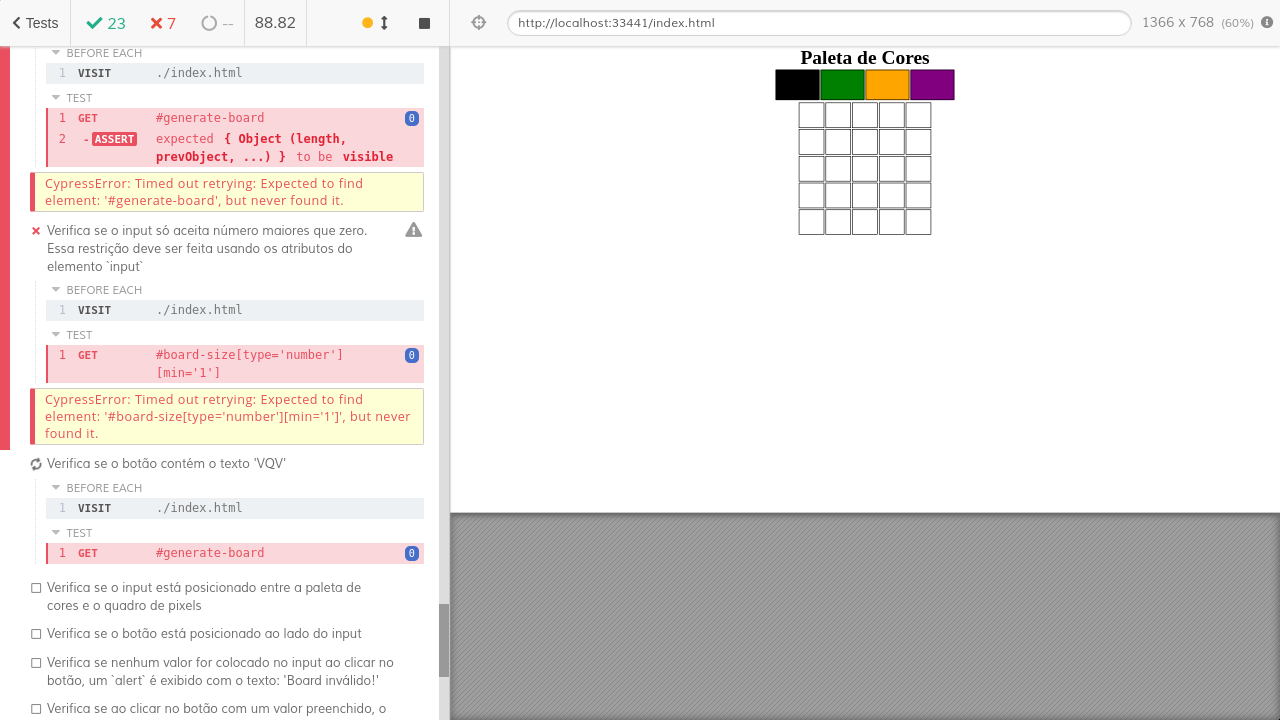 Tests
23
7
--
88.82
http://localhost:33441/index.html
1366 x 768 (60%)
BEFORE EACH
1 VISIT ./index.html
TEST
1 GET #generate-board 0
2 - ASSERT expected { Object (length,
prevObject, ...) } to be visible
CypressError: Timed out retrying: Expected to find
element: '#generate-board', but never found it.
Verifica se o input só aceita número maiores que zero.
Essa restrição deve ser feita usando os atributos do
elemento `input`
BEFORE EACH
1 VISIT ./index.html
TEST
1 GET #board-size[type='number'] 0
[min='1']
CypressError: Timed out retrying: Expected to find
element: '#board-size[type='number'][min='1']', but never
found it.
Verifica se o botão contém o texto 'VQV'
BEFORE EACH
1 VISIT ./index.html
TEST
1 GET #generate-board 0
Verifica se o input está posicionado entre a paleta de
cores e o quadro de pixels
Verifica se o botão está posicionado ao lado do input
Verifica se nenhum valor for colocado no input ao clicar no
botão, um `alert` é exibido com o texto: 'Board inválido!'
Verifica se ao clicar no botão com um valor preenchido, o
Paleta de Cores